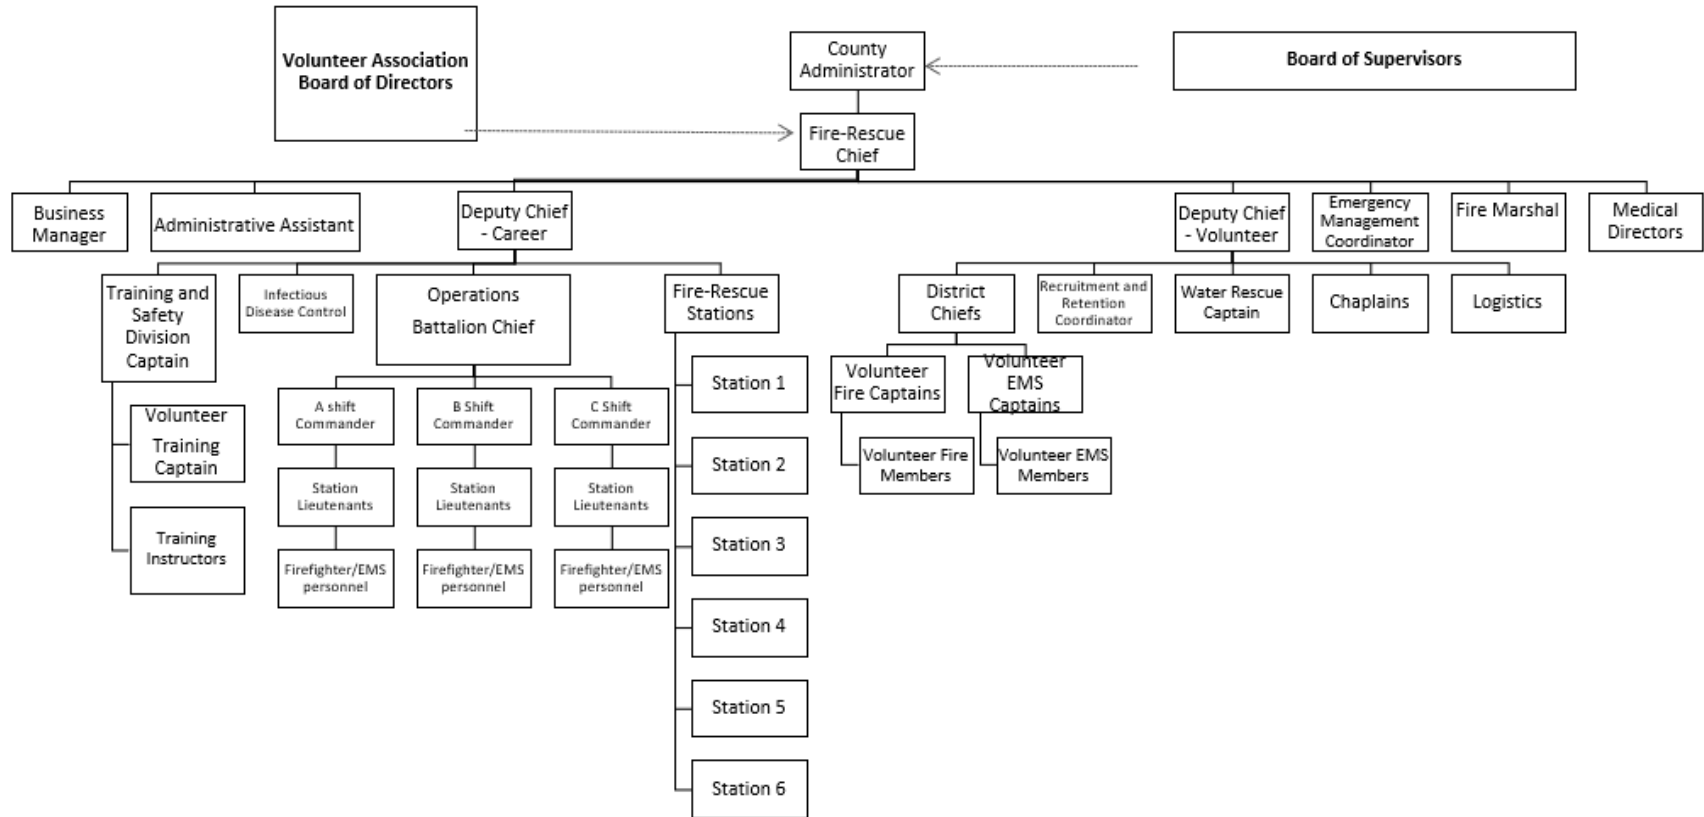 Volunteer Association
Board of Directors
County
Administrator
Board of Supervisors
Fire-Rescue
Chief
Business
Manager
Administrative Assistant
Deputy Chief
- Career
Deputy Chief
- Volunteer
Emergency
Management
Coordinator
Fire Marshal
Medical
Directors
Training and
Safety
Division
Captain
Infectious
Disease Control
Operations
Battalion Chief
Fire-Rescue
Stations
District
Chiefs
Recruitment and
Retention
Coordinator
Water Rescue
Captain
Chaplains
Logistics
Volunteer
Training
Captain
Training
Instructors
A shift
Commander
B Shift
Commander
C Shift
Commander
Station
Lieutenants
Station
Lieutenants
Station
Lieutenants
Firefighter/EMS
personnel
Firefighter/EMS
personnel
Firefighter/EMS
personnel
Station 1
Station 2
Station 3
Station 4
Station 5
Station 6
Volunteer
Fire Captains
Volunteer
EMS
Captains
Volunteer Fire
Members
Volunteer EMS
Members